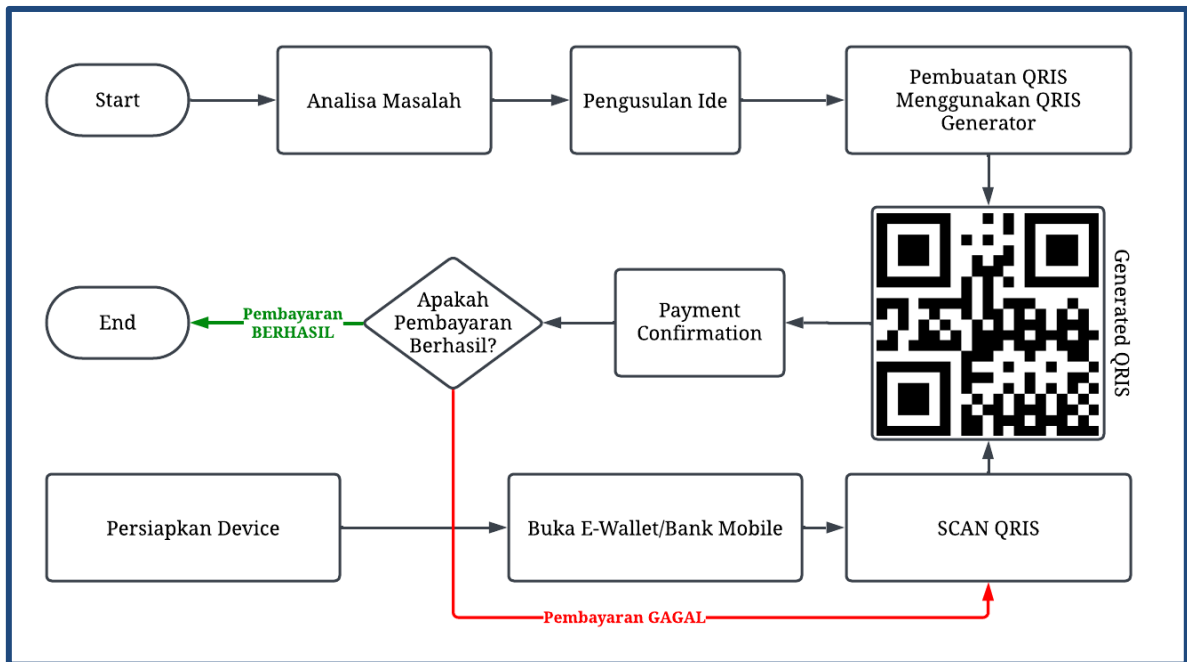 Start
Analisa Masalah
Pengusulan Ide
Pembuatan QRIS
Menggunakan QRIS
Generator
Generated QRIS
Payment
Confirmation
Apakah
Pembayaran
Berhasil?
Pembayaran
BERHASIL
End
Persiapkan Device
Buka E-Wallet/Bank Mobile
SCAN QRIS
Pembayaran GAGAL